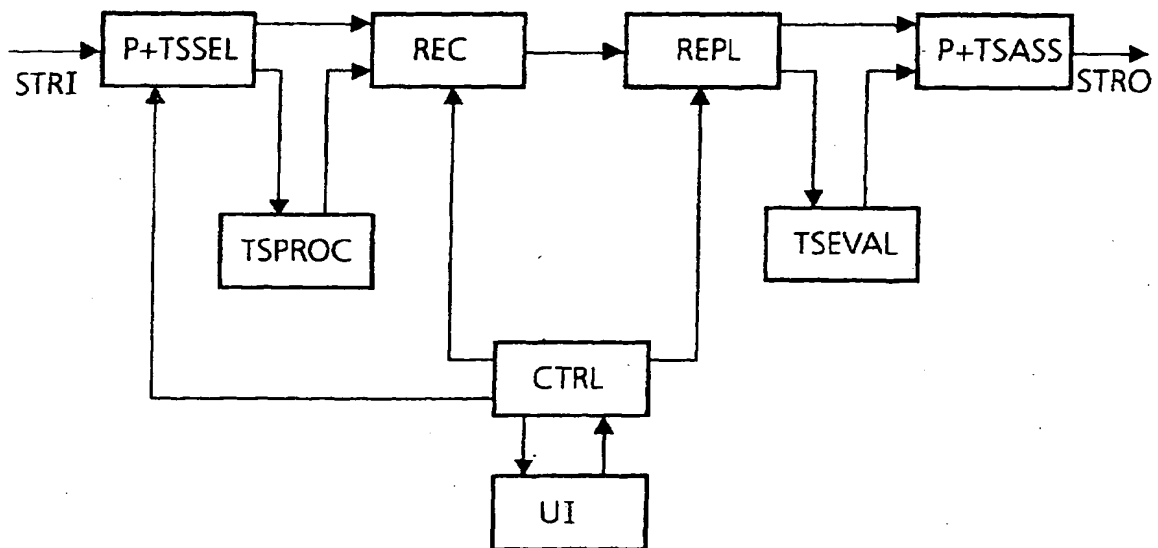 P+TSSEL
REC
REPL
P+TSASS
STRI
STRO
TSPROC
TSEVAL
CTRL
UI